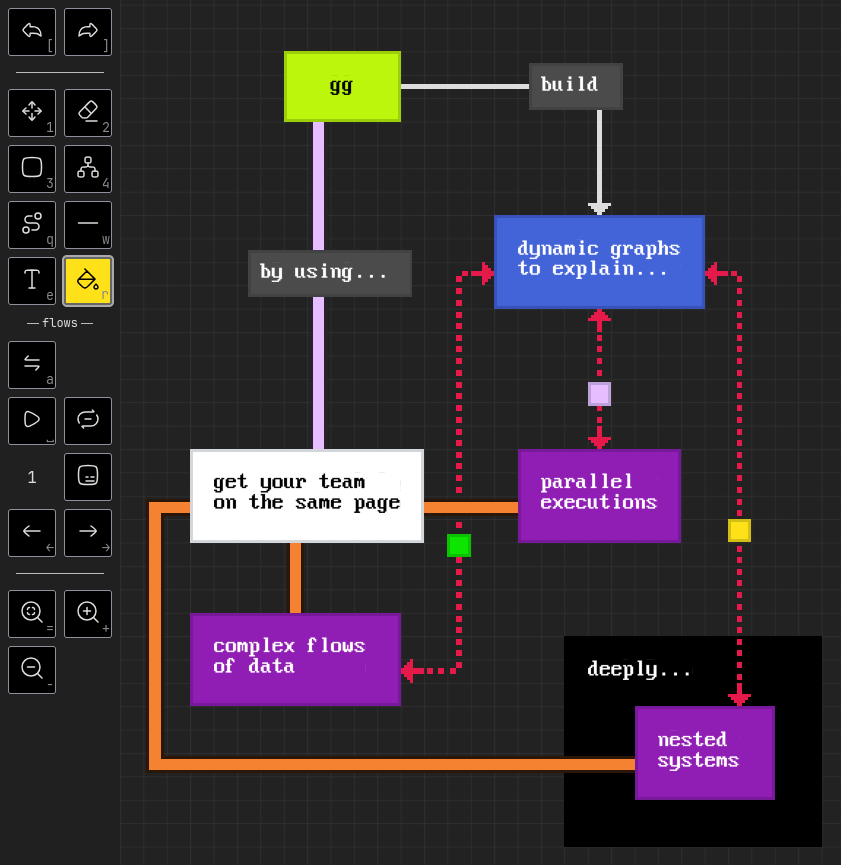 [
]
1
2
3
4
q
w
T
e
r
flows
a
1
←
→
=
+
-
gg
build
dynamic graphs
to explain...
by using...
get your team
on the same page
parallel
executions
complex flows
of data
deeply...
nested
systems